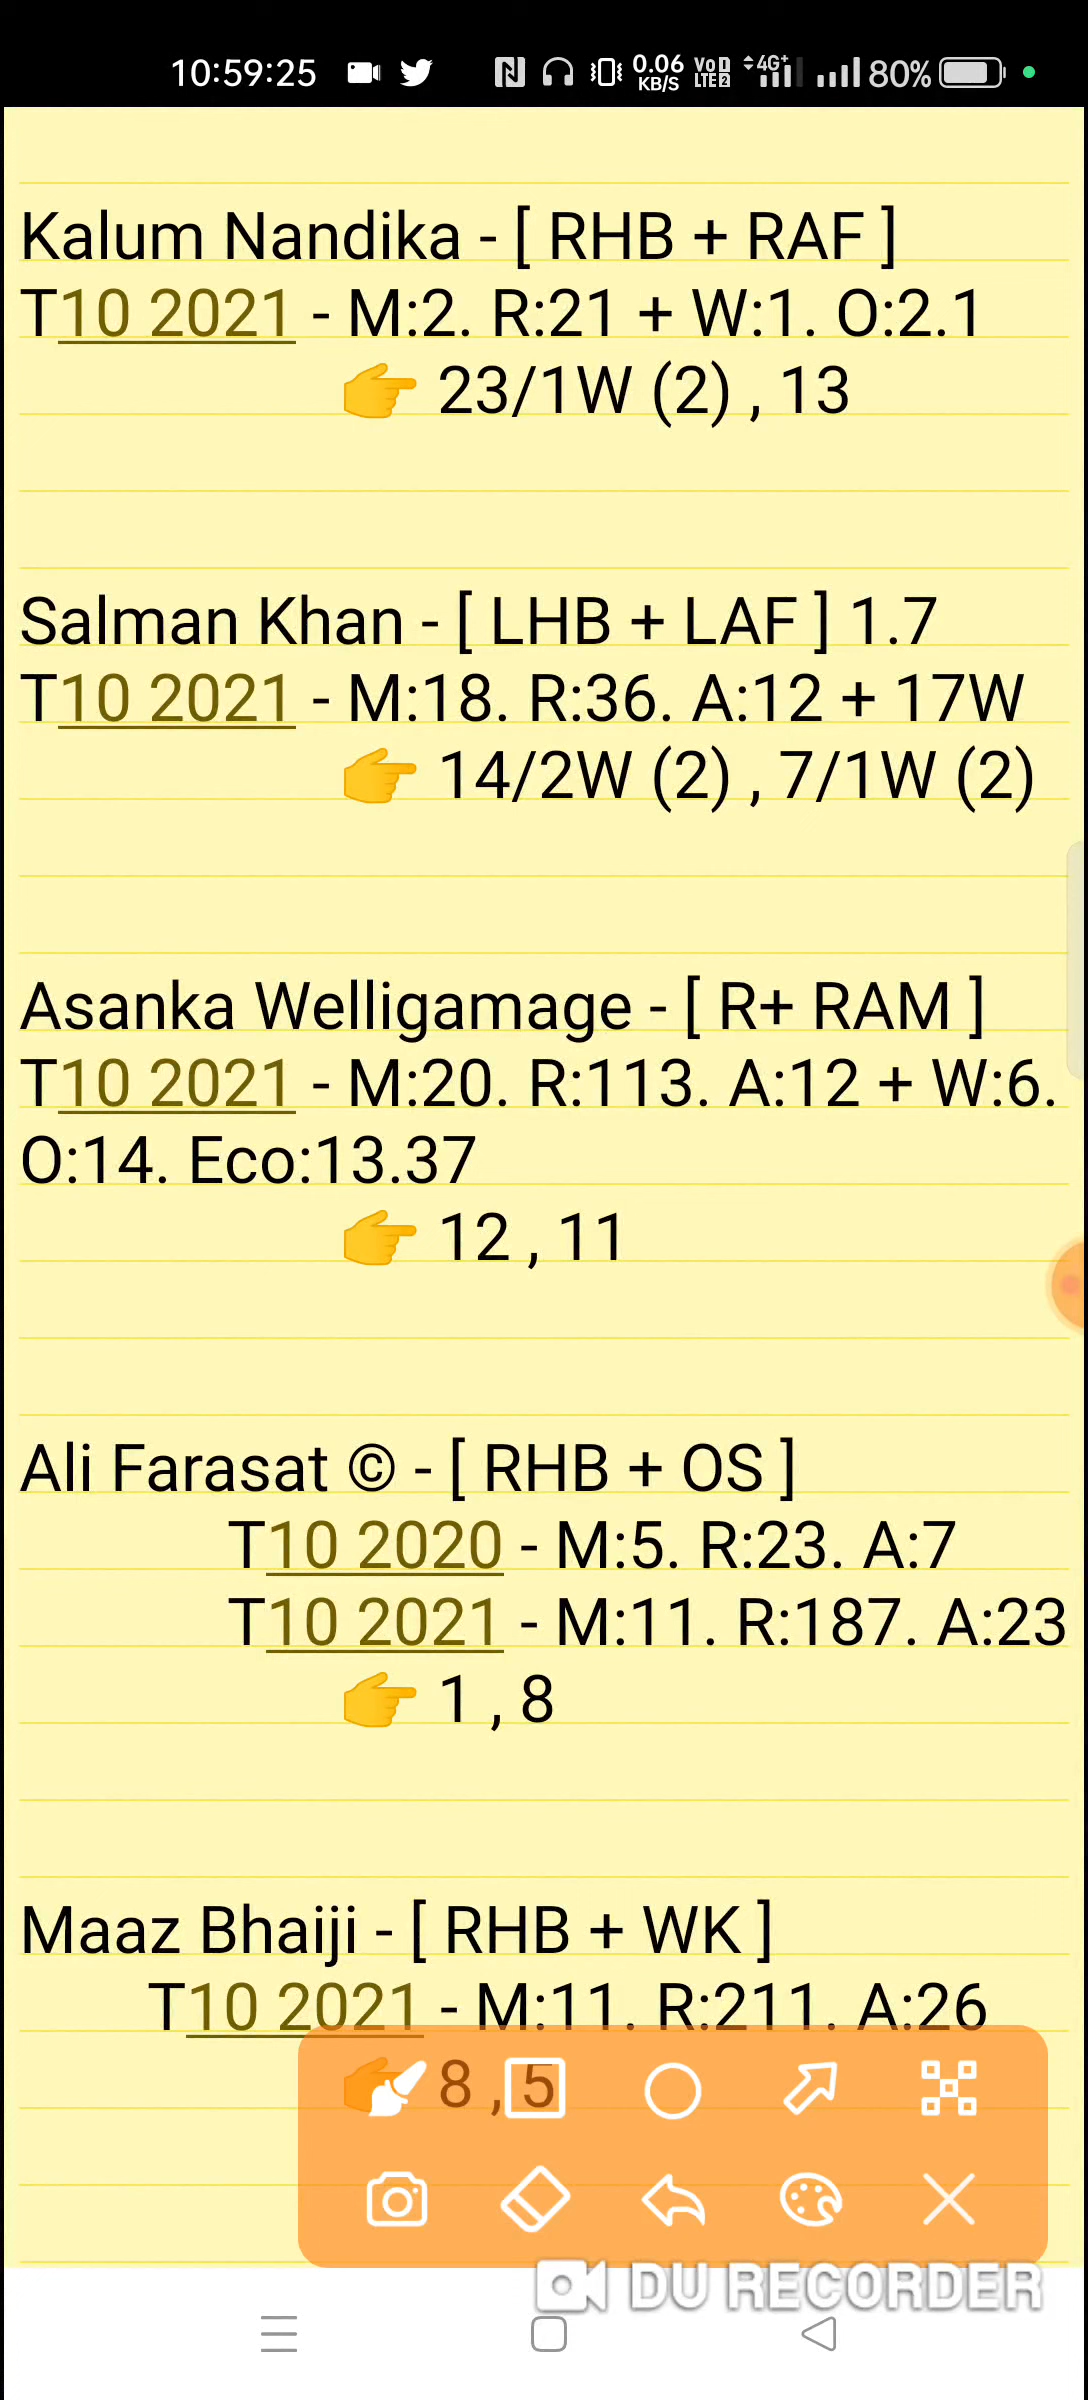 10:59:25 0.06 KB/S VoD LTE 2 4G+ 80%
Kalum Nandika - [ RHB + RAF ]
T10 2021 - M:2. R:21 + W:1. O:2.1
👉 23/1W (2) , 13
Salman Khan - [ LHB + LAF ] 1.7
T10 2021 - M:18. R:36. A:12 + 17W
👉 14/2W (2) , 7/1W (2)
Asanka Welligamage - [ R+ RAM ]
T10 2021 - M:20. R:113. A:12 + W:6.
O:14. Eco:13.37
👉 12 , 11
Ali Farasat © - [ RHB + OS ]
T10 2020 - M:5. R:23. A:7
T10 2021 - M:11. R:187. A:23
👉 1 , 8
Maaz Bhaiji - [ RHB + WK ]
T10 2021 - M:11. R:211. A:26
👉 8 , 5
DU RECORDER